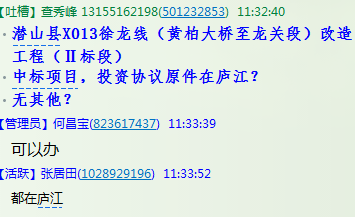 【吐槽】查秀峰 13155162198(501232853) 11:32:40
· 潜山县X013徐龙线（黄柏大桥至龙关段）改造
工程（Ⅱ标段）
· 中标项目，投资协议原件在庐江？
· 无其他？
【管理员】何昌宝(823617437) 11:33:39
可以办
【活跃】张居田(1028929196) 11:33:52
都在庐江